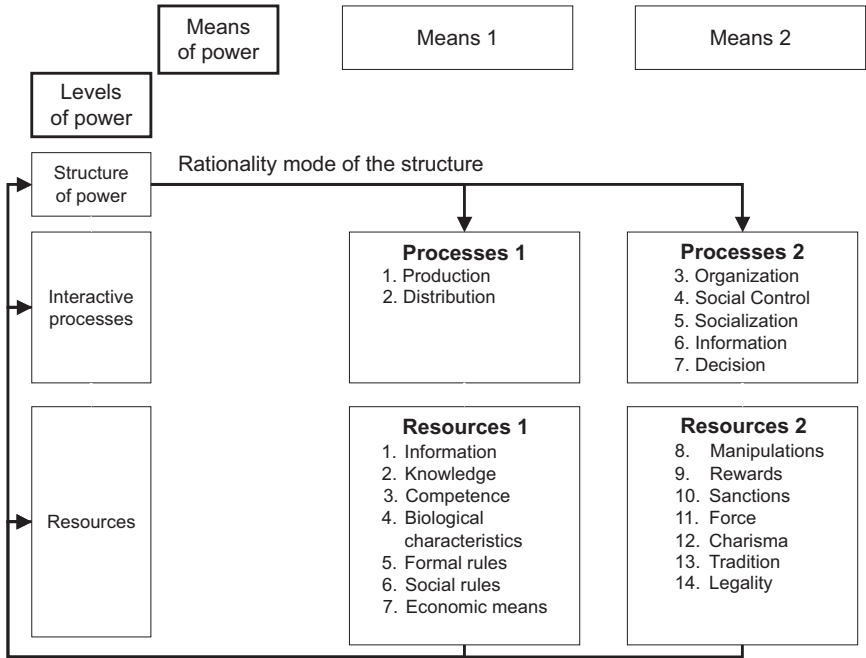 Means
of power
Means 1
Means 2
Levels
of power
Structure
of power
Rationality mode of the structure
Interactive
processes
Processes 1
1. Production
2. Distribution
Processes 2
3. Organization
4. Social Control
5. Socialization
6. Information
7. Decision
Resources
Resources 1
1. Information
2. Knowledge
3. Competence
4. Biological
characteristics
5. Formal rules
6. Social rules
7. Economic means
Resources 2
8. Manipulations
9. Rewards
10. Sanctions
11. Force
12. Charisma
13. Tradition
14. Legality